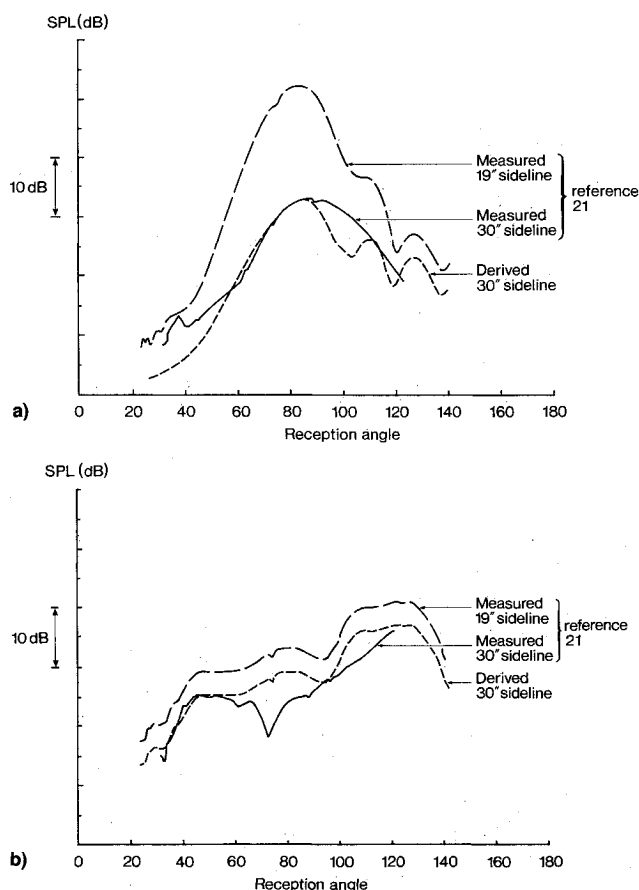 SPL (dB)
10 dB
Measured
19" sideline
Measured
30" sideline
reference
21
Derived
30" sideline
a)
0 20 40 60 80 100 120 140 160 180
Reception angle
SPL (dB)
10 dB
Measured
19" sideline
Measured
30" sideline
reference
21
Derived
30" sideline
b)
0 20 40 60 80 100 120 140 160 180
Reception angle